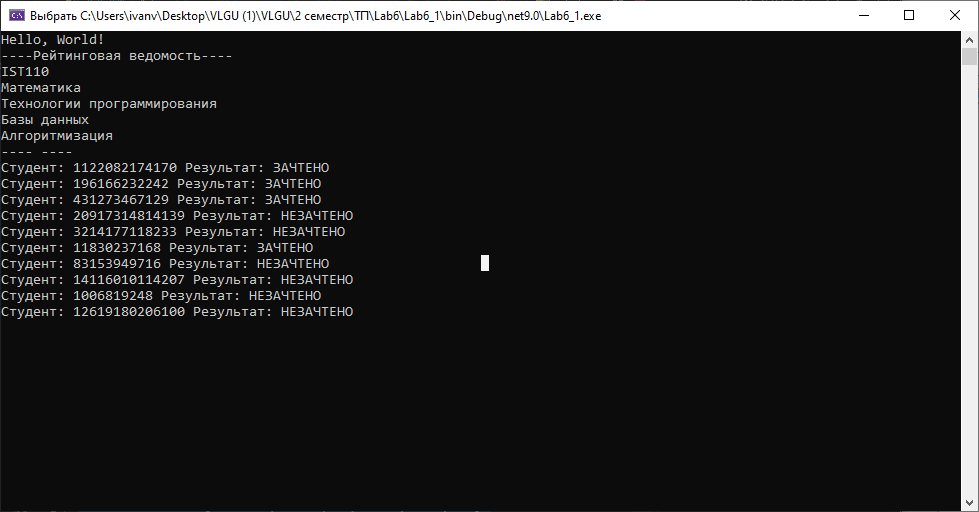 Выбрать C:\Users\ivanv\Desktop\VLGU (1)\VLGU\2 семестр\ТП\Lab6\Lab6_1\bin\Debug\net9.0\Lab6_1.exe
Hello, World!
----Рейтинговая ведомость----
IST110
Математика
Технологии программирования
Базы данных
Алгоритмизация
---- ----
Студент: 1122082174170 Результат: ЗАЧТЕНО
Студент: 196166232242 Результат: ЗАЧТЕНО
Студент: 431273467129 Результат: ЗАЧТЕНО
Студент: 20917314814139 Результат: НЕЗАЧТЕНО
Студент: 3214177118233 Результат: НЕЗАЧТЕНО
Студент: 11830237168 Результат: ЗАЧТЕНО
Студент: 83153949716 Результат: НЕЗАЧТЕНО
Студент: 14116010114207 Результат: НЕЗАЧТЕНО
Студент: 1006819248 Результат: НЕЗАЧТЕНО
Студент: 12619180206100 Результат: НЕЗАЧТЕНО